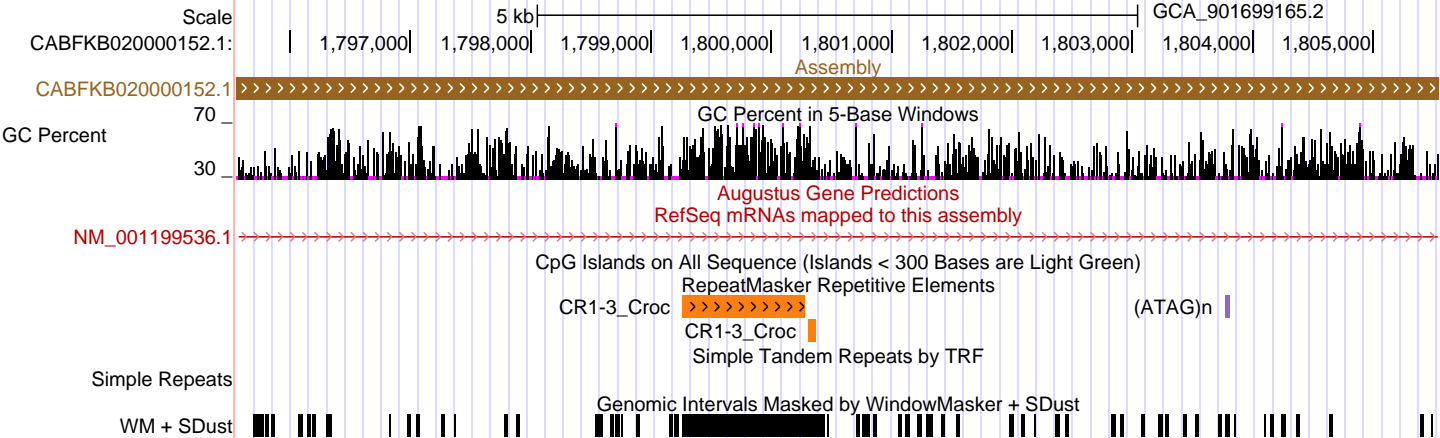 Scale 5 kb GCA_901699165.2
CABFKB020000152.1: 1,797,000 1,798,000 1,799,000 1,800,000 1,801,000 1,802,000 1,803,000 1,804,000 1,805,000
Assembly
CABFKB020000152.1
GC Percent in 5-Base Windows
70 _
GC Percent
30 _
Augustus Gene Predictions
RefSeq mRNAs mapped to this assembly
NM_001199536.1
CpG Islands on All Sequence (Islands < 300 Bases are Light Green)
RepeatMasker Repetitive Elements
CR1-3_Croc (ATAG)n
CR1-3_Croc
Simple Tandem Repeats by TRF
Simple Repeats
Genomic Intervals Masked by WindowMasker + SDust
WM + SDust